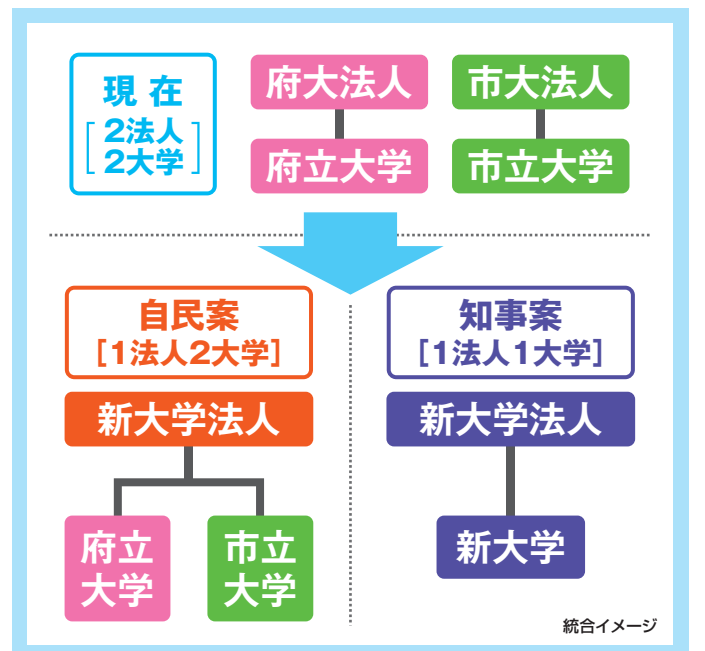 現在
[2法人
2大学]
府大法人
府立大学
市大法人
市立大学
自民案
[1法人2大学]
新大学法人
府立
大学
市立
大学
知事案
[1法人1大学]
新大学法人
新大学
統合イメージ